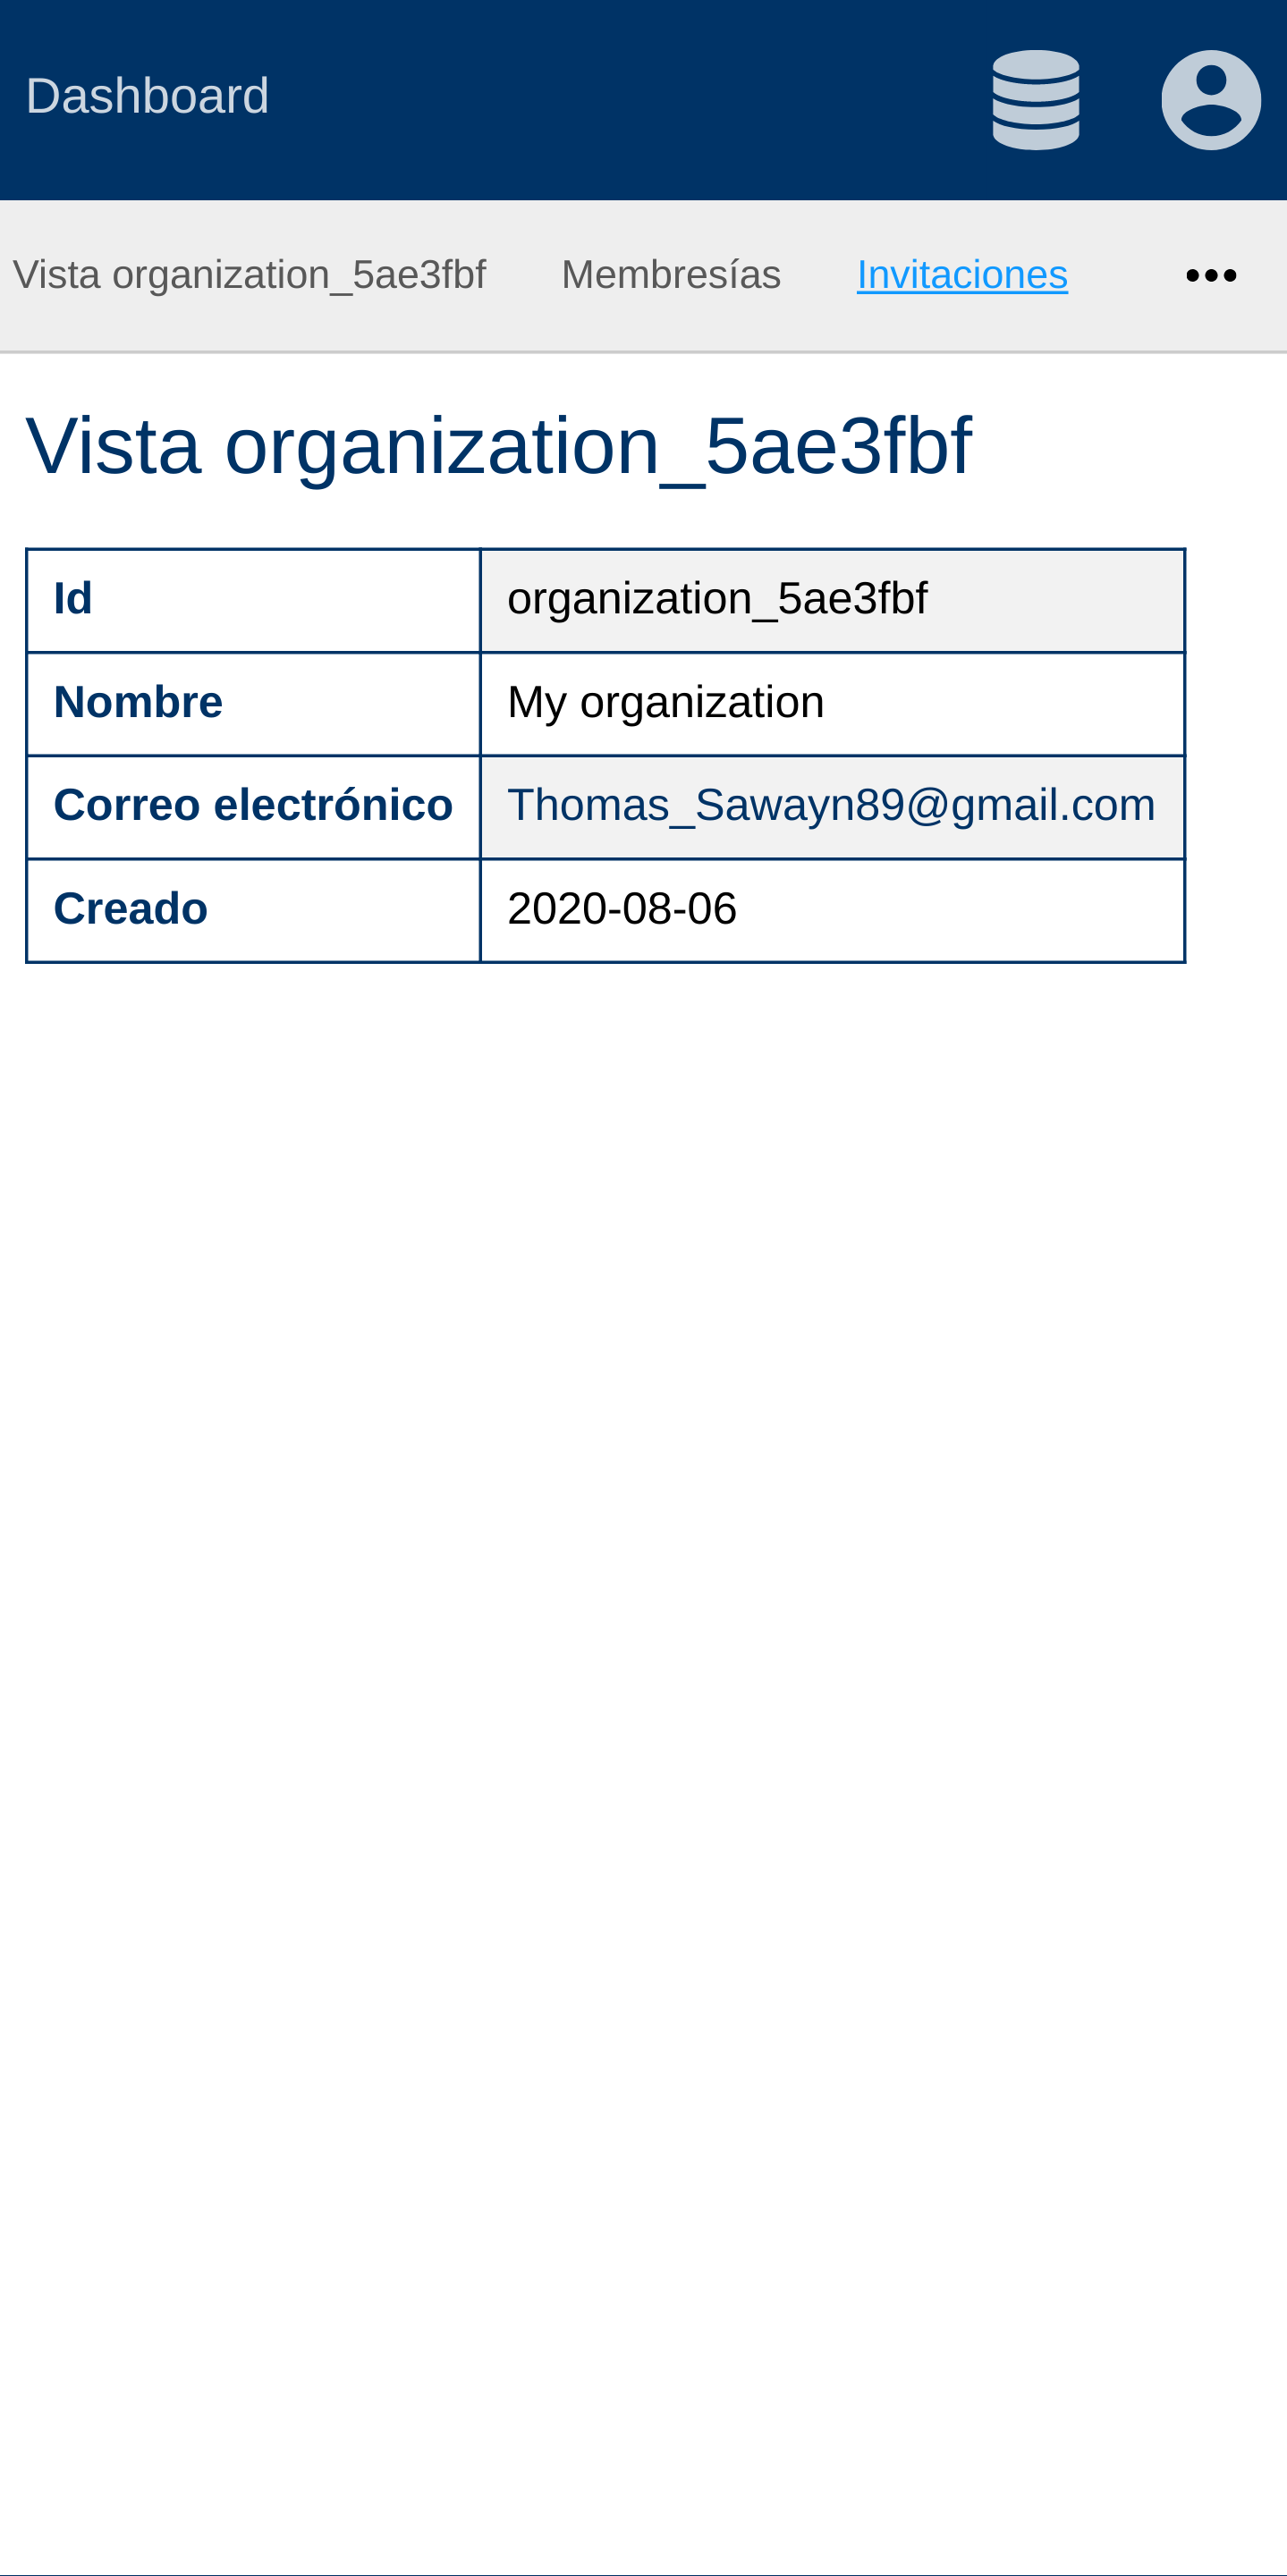 Dashboard
Vista organization_5ae3fbf Membresías Invitaciones
Vista organization_5ae3fbf
Id organization_5ae3fbf
Nombre My organization
Correo electrónico Thomas_Sawayn89@gmail.com
Creado 2020-08-06